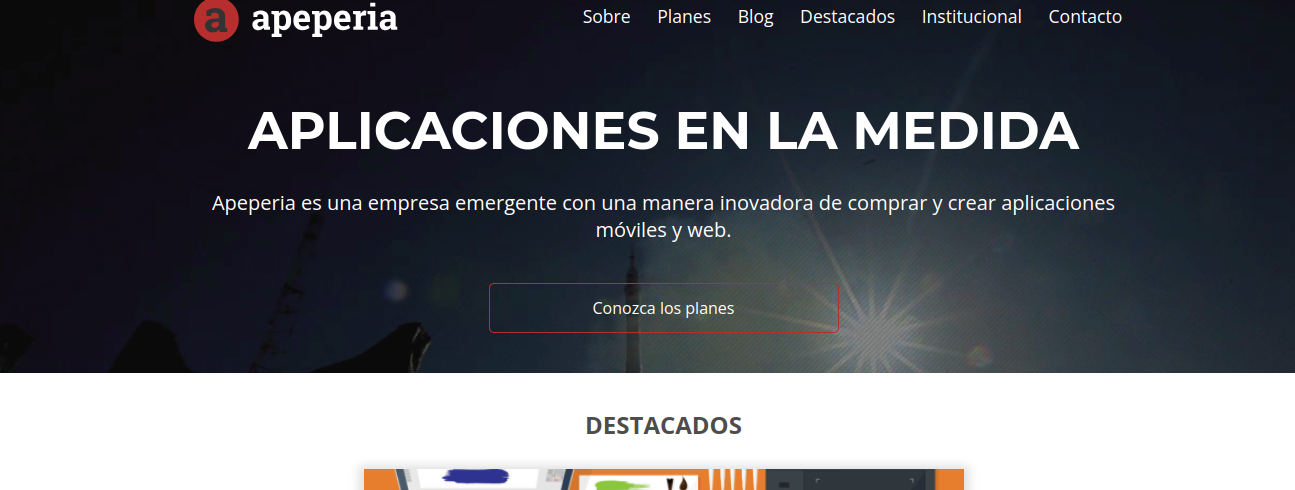 a apeperia
Sobre Planes Blog Destacados Institucional Contacto
APLICACIONES EN LA MEDIDA
Apeperia es una empresa emergente con una manera inovadora de comprar y crear aplicaciones
móviles y web.
Conozca los planes
DESTACADOS